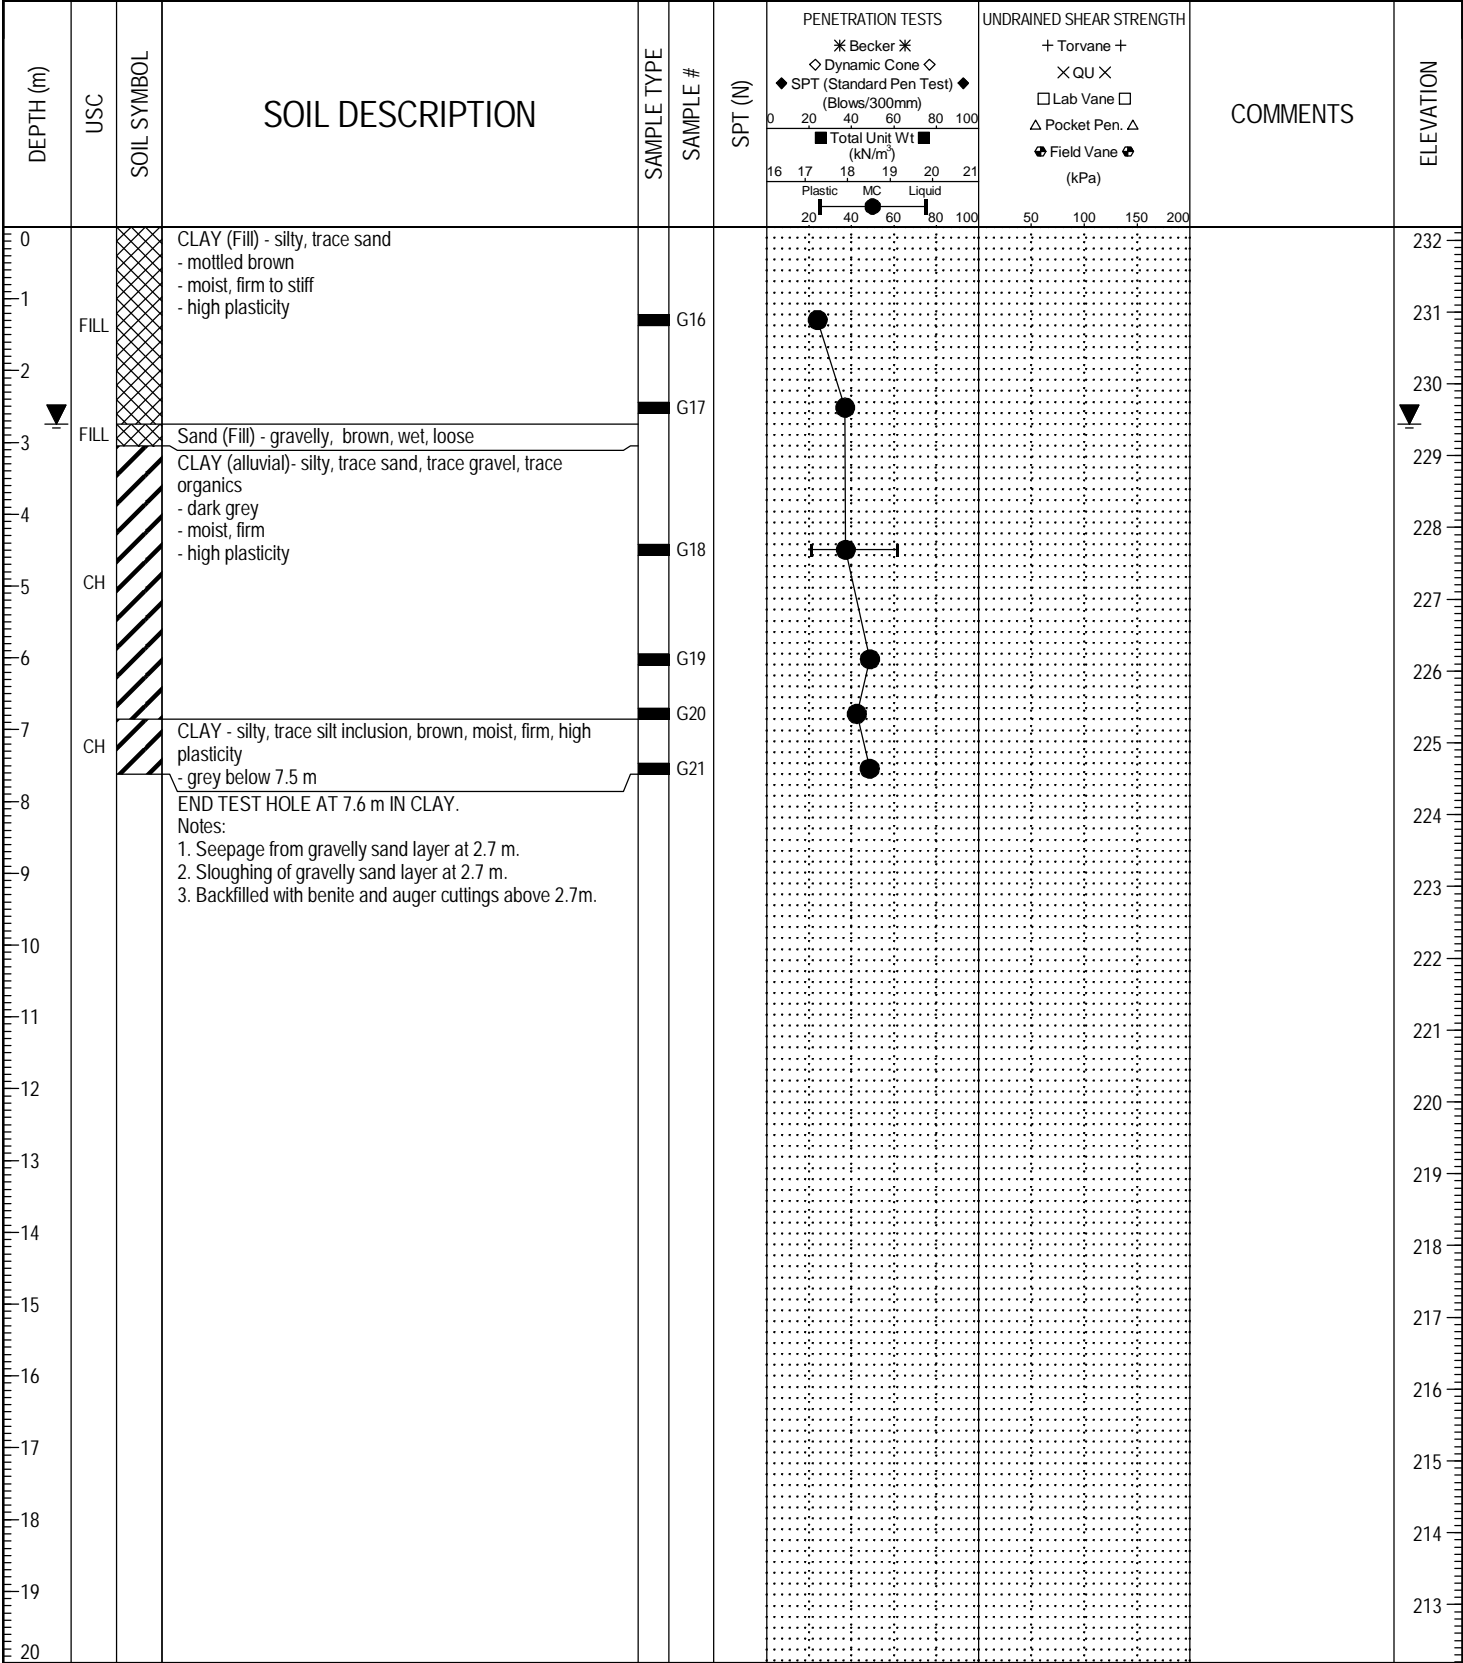 DEPTH (m)
USC
SOIL SYMBOL
SOIL DESCRIPTION
SAMPLE TYPE
SAMPLE #
SPT (N)
PENETRATION TESTS
Becker
Dynamic Cone
SPT (Standard Pen Test)
(Blows/300mm)
0 20 40 60 80 100
Total Unit Wt
(kN/m³)
16 17 18 19 20 21
Plastic MC Liquid
20 40 60 80 100
UNDRAINED SHEAR STRENGTH
+ Torvane +
QU
Lab Vane
Pocket Pen.
Field Vane
(kPa)
50 100 150 200
COMMENTS
ELEVATION
0
1
2
3
4
5
6
7
8
9
10
11
12
13
14
15
16
17
18
19
20
FILL
FILL
CH
CH
CLAY (Fill) - silty, trace sand
- mottled brown
- moist, firm to stiff
- high plasticity
Sand (Fill) - gravelly, brown, wet, loose
CLAY (alluvial)- silty, trace sand, trace gravel, trace
organics
- dark grey
- moist, firm
- high plasticity
CLAY - silty, trace silt inclusion, brown, moist, firm, high
plasticity
- grey below 7.5 m
END TEST HOLE AT 7.6 m IN CLAY.
Notes:
1. Seepage from gravelly sand layer at 2.7 m.
2. Sloughing of gravelly sand layer at 2.7 m.
3. Backfilled with benite and auger cuttings above 2.7m.
G16
G17
G18
G19
G20
G21
232
231
230
229
228
227
226
225
224
223
222
221
220
219
218
217
216
215
214
213